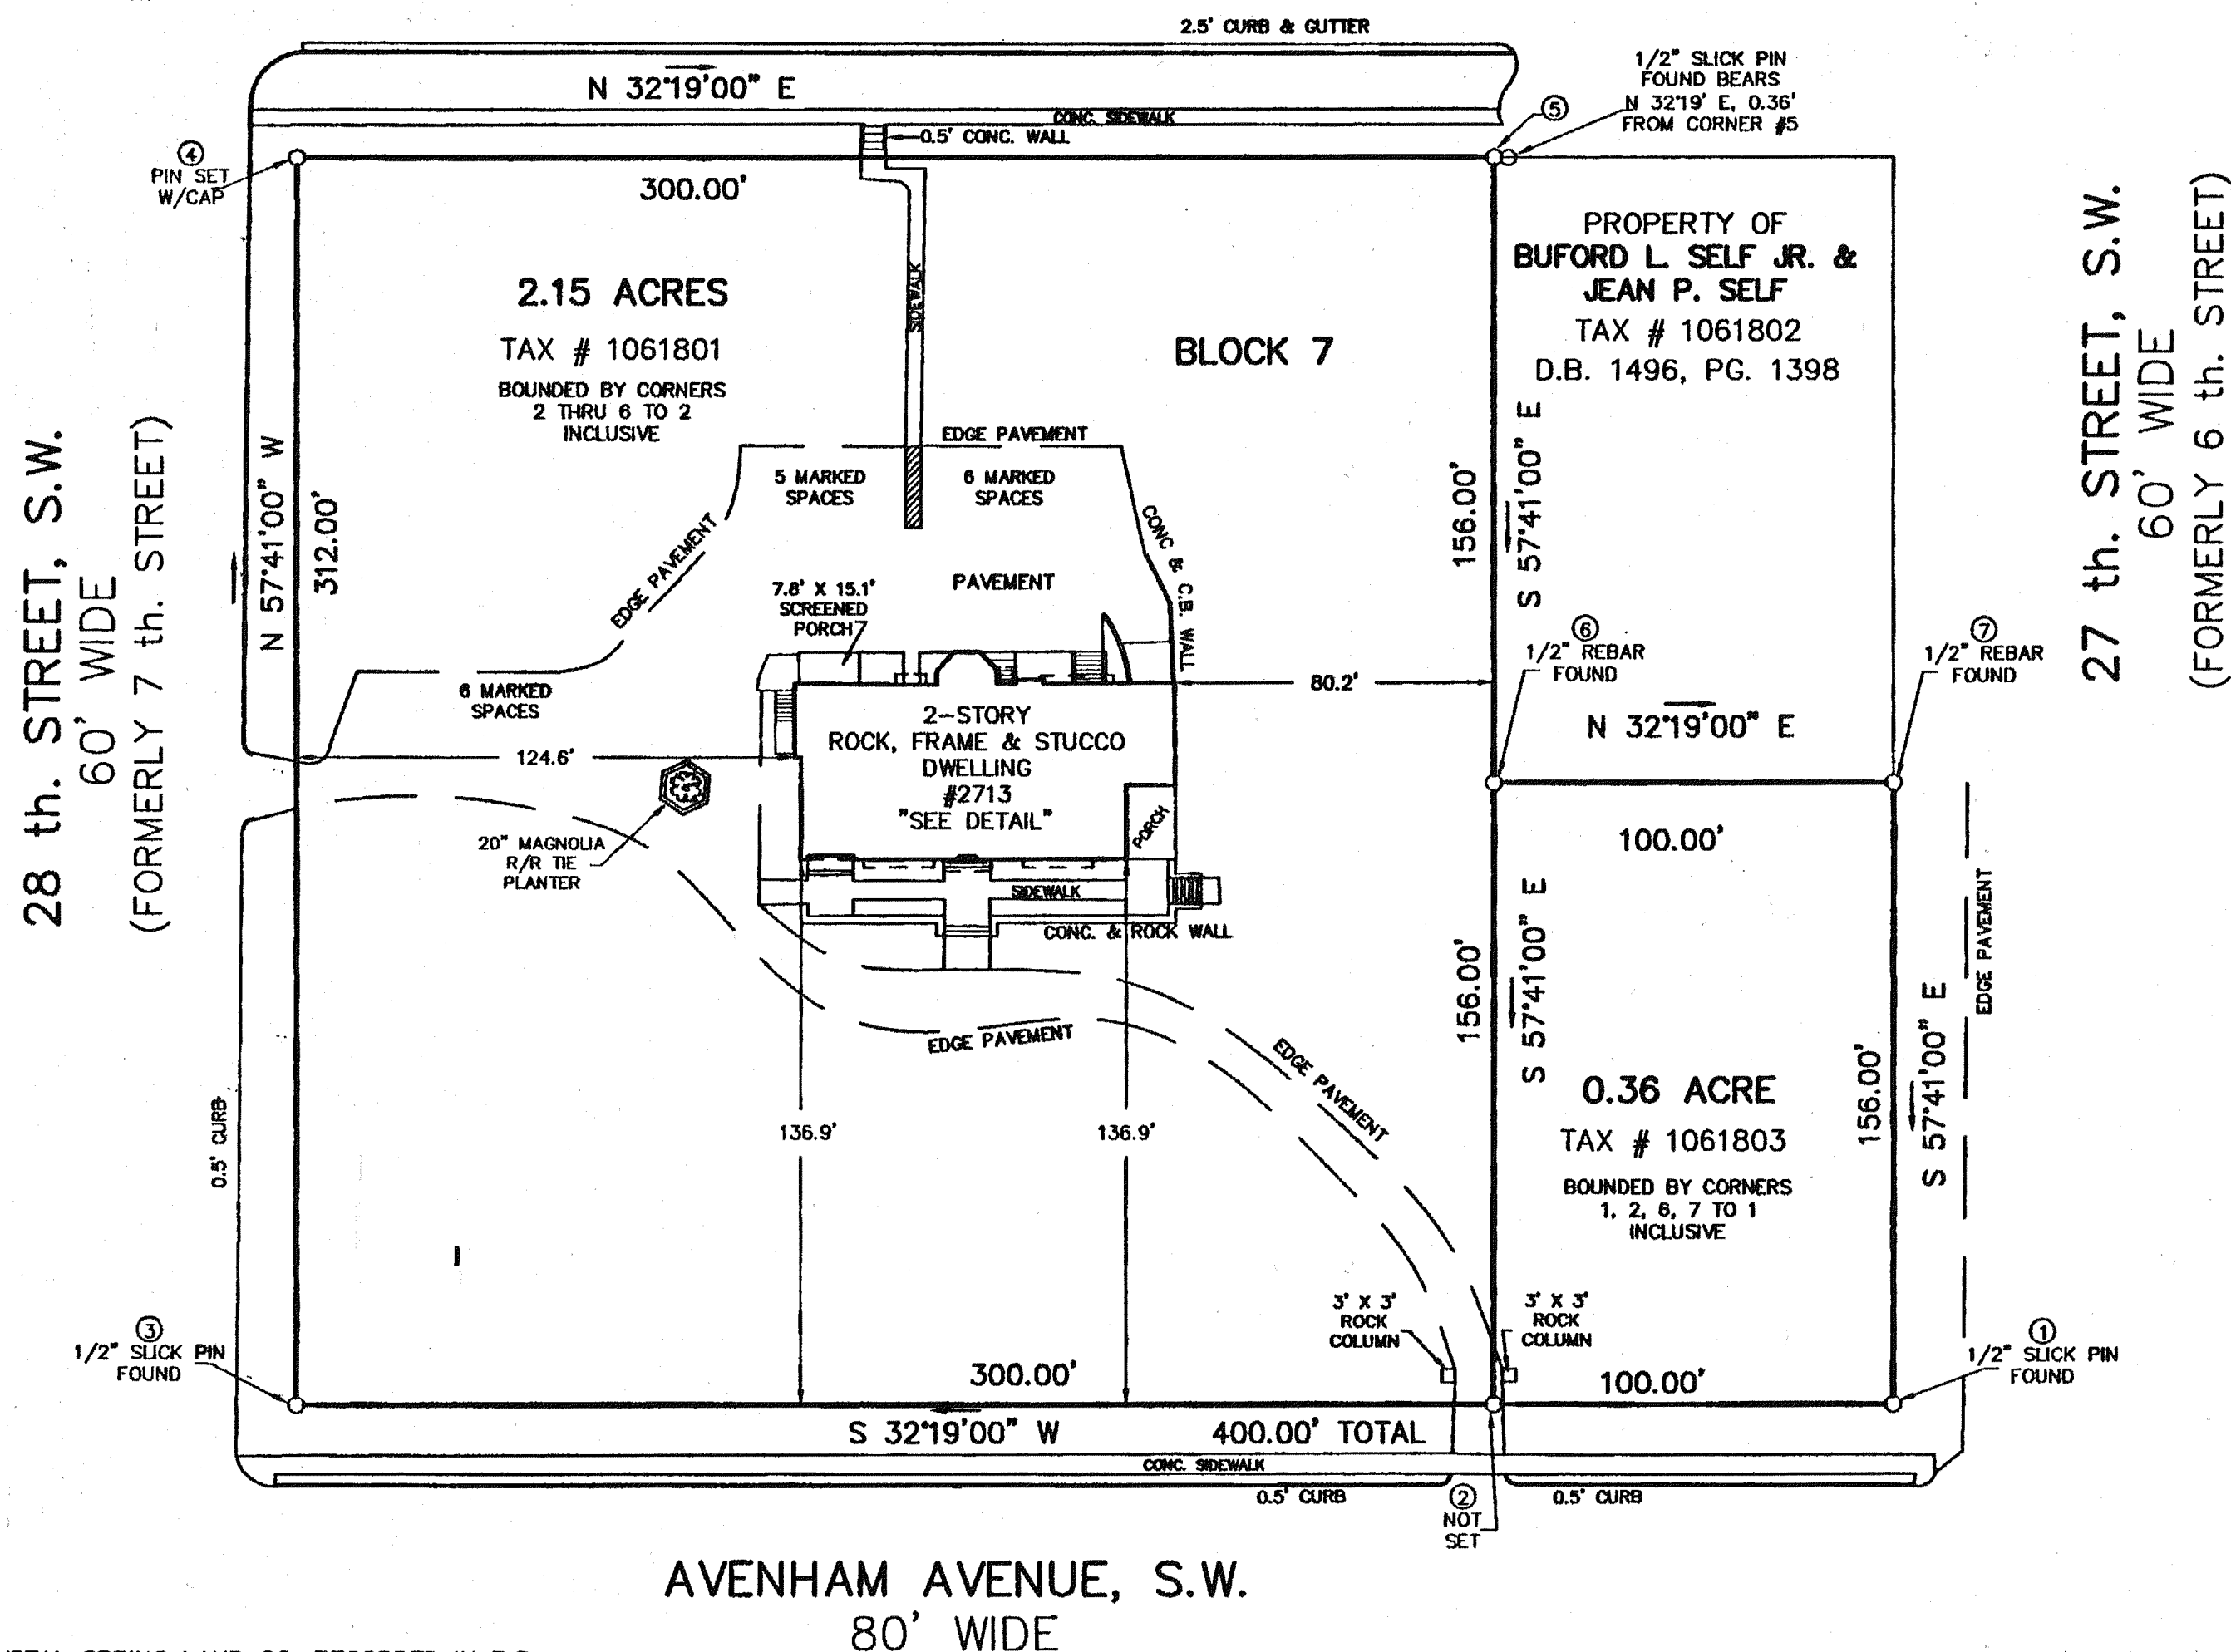 2.5' CURB & GUTTER
N 32°19'00" E
CONC. SIDEWALK
0.5' CONC. WALL
1/2" SLICK PIN
FOUND BEARS
N 32°19' E, 0.36'
FROM CORNER #5
5
4
PIN SET
W/CAP
300.00'
2.15 ACRES
TAX # 1061801
BOUNDED BY CORNERS
2 THRU 6 TO 2
INCLUSIVE
SIDEWALK
BLOCK 7
PROPERTY OF
BUFORD L. SELF JR. &
JEAN P. SELF
TAX # 1061802
D.B. 1496, PG. 1398
28 th. STREET, S.W.
60' WIDE
(FORMERLY 7 th. STREET)
27 th. STREET, S.W.
60' WIDE
(FORMERLY 6 th. STREET)
N 57°41'00" W
312.00'
EDGE PAVEMENT
5 MARKED
SPACES
6 MARKED
SPACES
EDGE PAVEMENT
CONC & C.B. WALL
PAVEMENT
7.8' X 15.1'
SCREENED
PORCH
156.00'
S 57°41'00" E
6
1/2" REBAR
FOUND
7
1/2" REBAR
FOUND
6 MARKED
SPACES
80.2'
N 32°19'00" E
124.6'
2-STORY
ROCK, FRAME & STUCCO
DWELLING
#2713
"SEE DETAIL"
PORCH
20" MAGNOLIA
R/R TIE
PLANTER
SIDEWALK
CONC. & ROCK WALL
100.00'
EDGE PAVEMENT
EDGE PAVEMENT
EDGE PAVEMENT
156.00'
S 57°41'00" E
0.36 ACRE
TAX # 1061803
BOUNDED BY CORNERS
1, 2, 6, 7 TO 1
INCLUSIVE
156.00'
S 57°41'00" E
136.9'
136.9'
0.5' CURB
3' X 3'
ROCK
COLUMN
3' X 3'
ROCK
COLUMN
3
1/2" SLICK PIN
FOUND
1
1/2" SLICK PIN
FOUND
300.00'
100.00'
S 32°19'00" W
400.00' TOTAL
CONC. SIDEWALK
0.5' CURB
0.5' CURB
2
NOT
SET
AVENHAM AVENUE, S.W.
80' WIDE